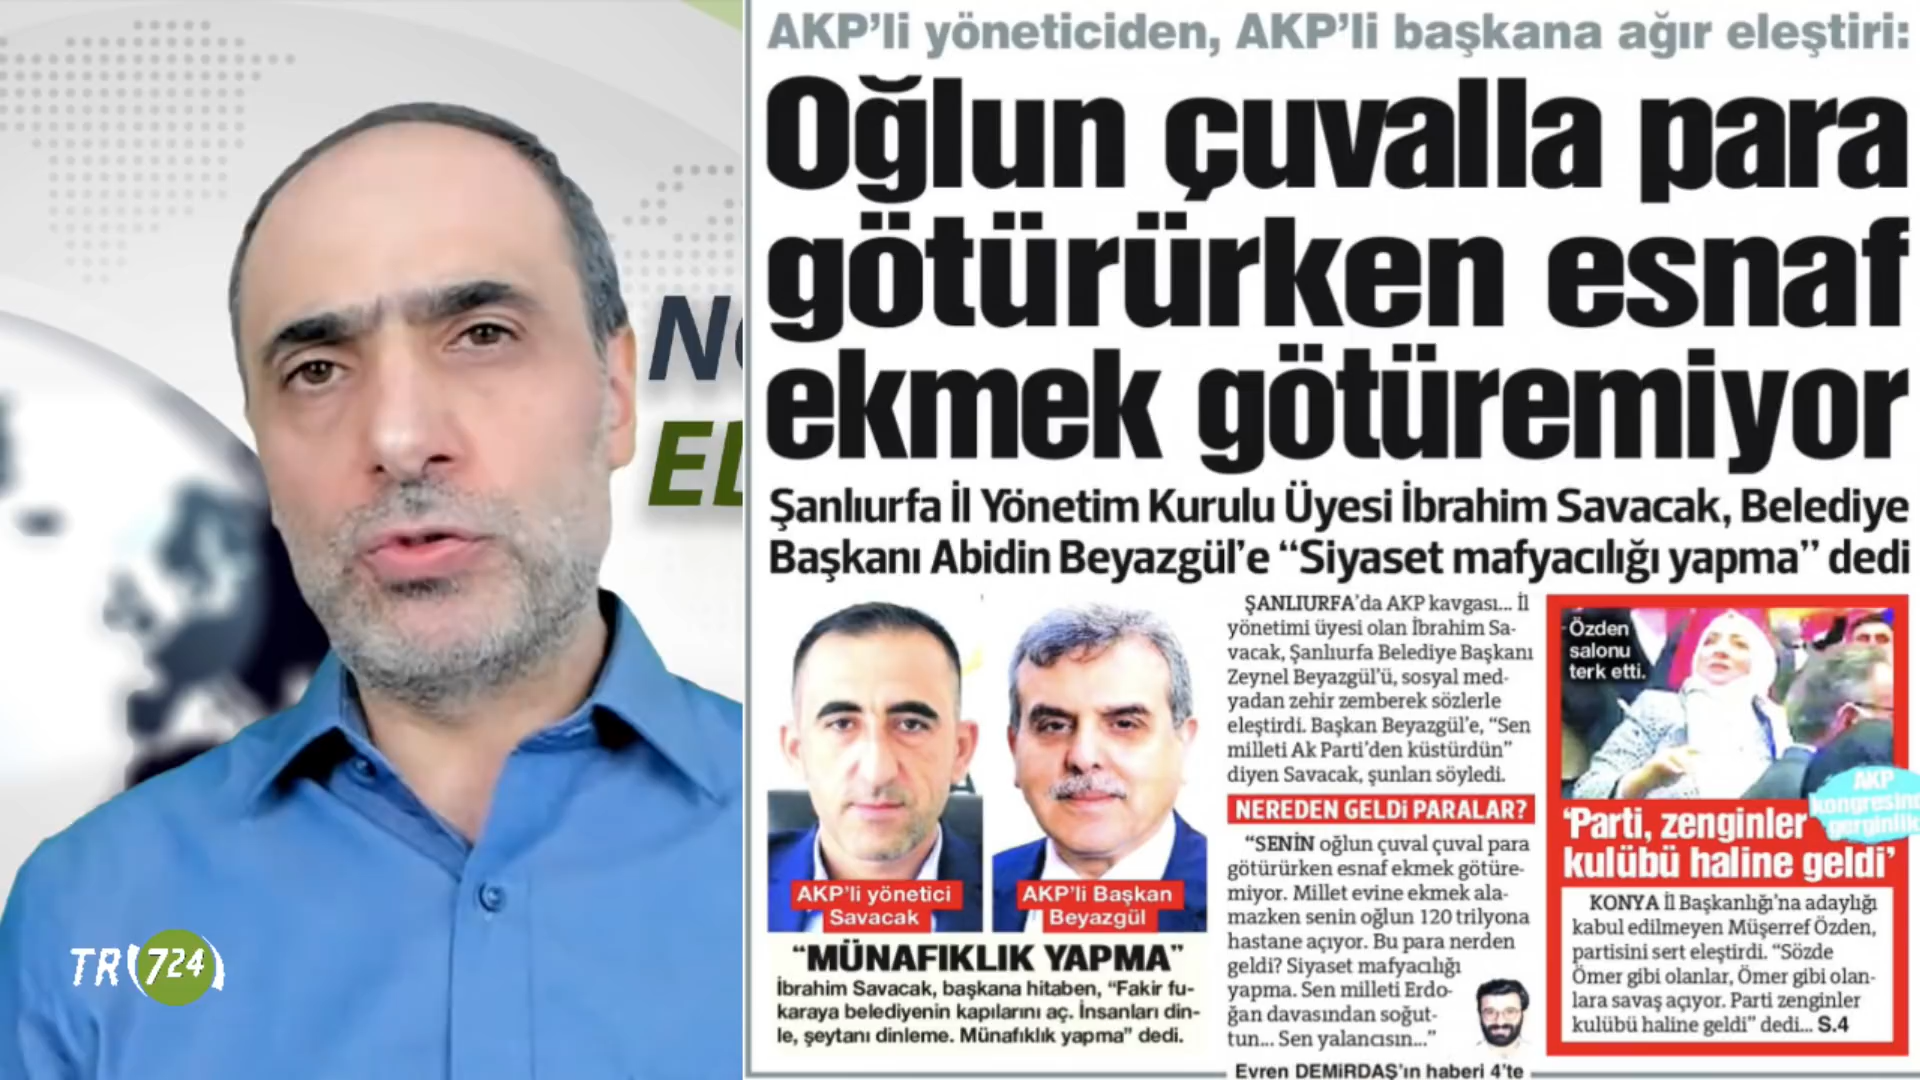 AKP'li yöneticiden, AKP'li başkana ağır eleştiri:
Oğlun çuvalla para
götürürken esnaf
ekmek götüremiyor
Şanlıurfa İl Yönetim Kurulu Üyesi İbrahim Savacak, Belediye
Başkanı Abidin Beyazgül'e “Siyaset mafyacılığı yapma” dedi
AKP'li yönetici
Savacak
AKP'li Başkan
Beyazgül
“MÜNAFIKLIK YAPMA”
İbrahim Savacak, başkana hitaben, “Fakir fu-
karaya belediyenin kapılarını aç. İnsanları din-
le, şeytanı dinleme. Münafıklık yapma” dedi.
ŞANLIURFA'da AKP kavgası... İl
yönetimi üyesi olan İbrahim Sa-
vacak, Şanlıurfa Belediye Başkanı
Zeynel Beyazgül'ü, sosyal med-
yadan zehir zemberek sözlerle
eleştirdi. Başkan Beyazgül'e, “Sen
milleti Ak Parti'den küstürdün”
diyen Savacak, şunları söyledi.
NEREDEN GELDİ PARALAR?
“SENİN oğlun çuval çuval para
götürürken esnaf ekmek götüre-
miyor. Millet evine ekmek ala-
mazken senin oğlun 120 trilyona
hastane açıyor. Bu para nerden
geldi? Siyaset mafyacılığı
yapma. Sen milleti Erdo-
ğan davasından soğut-
tun... Sen yalancısın...”
Evren DEMİRDAŞ'ın haberi 4'te
Özden
salonu
terk etti.
AKP
kongresinde
gerginlik
‘Parti, zenginler
kulübü haline geldi’
KONYA İl Başkanlığı'na adaylığı
kabul edilmeyen Müşerref Özden,
partisini sert eleştirdi. “Sözde
Ömer gibi olanlar, Ömer gibi olan-
lara savaş açıyor. Parti zenginler
kulübü haline geldi” dedi... S.4
TR724